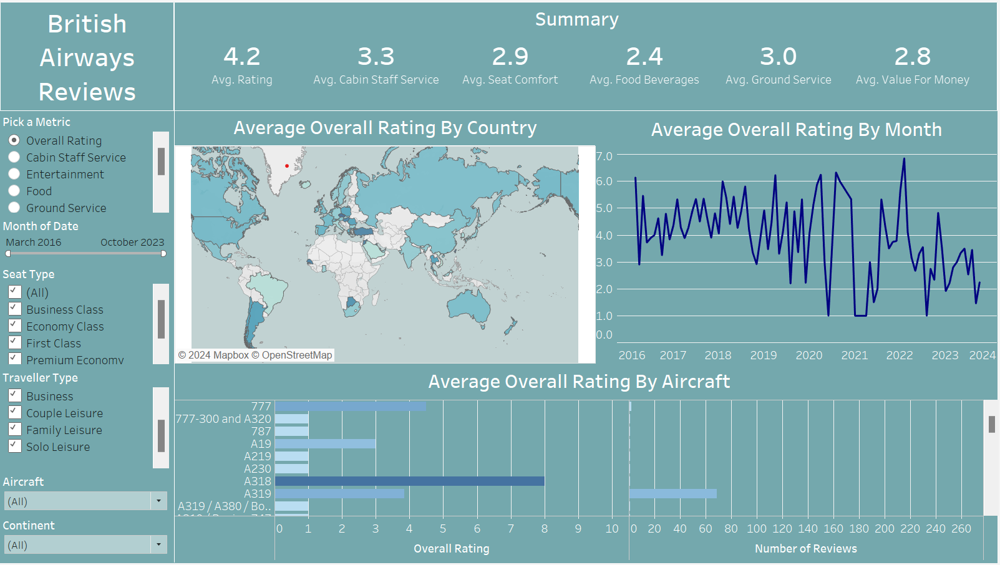 British
Airways
Reviews
Summary
4.2
Avg. Rating
3.3
Avg. Cabin Staff Service
2.9
Avg. Seat Comfort
2.4
Avg. Food Beverages
3.0
Avg. Ground Service
2.8
Avg. Value For Money
Pick a Metric
Overall Rating
Cabin Staff Service
Entertainment
Food
Ground Service
Month of Date
March 2016 October 2023
Seat Type
(All)
Business Class
Economy Class
First Class
Premium Economy
Traveller Type
Business
Couple Leisure
Family Leisure
Solo Leisure
Aircraft
(All)
Continent
(All)
Average Overall Rating By Country
© 2024 Mapbox © OpenStreetMap
Average Overall Rating By Month
7.0
6.0
5.0
4.0
3.0
2.0
1.0
0.0
2016 2017 2018 2019 2020 2021 2022 2023 2024
Average Overall Rating By Aircraft
777
777-300 and A320
787
A19
A219
A230
A318
A319
A319 / A380 / Bo..
0 1 2 3 4 5 6 7 8 9 10
Overall Rating
0 20 40 60 80 100 120 140 160 180 200 220 240 260
Number of Reviews